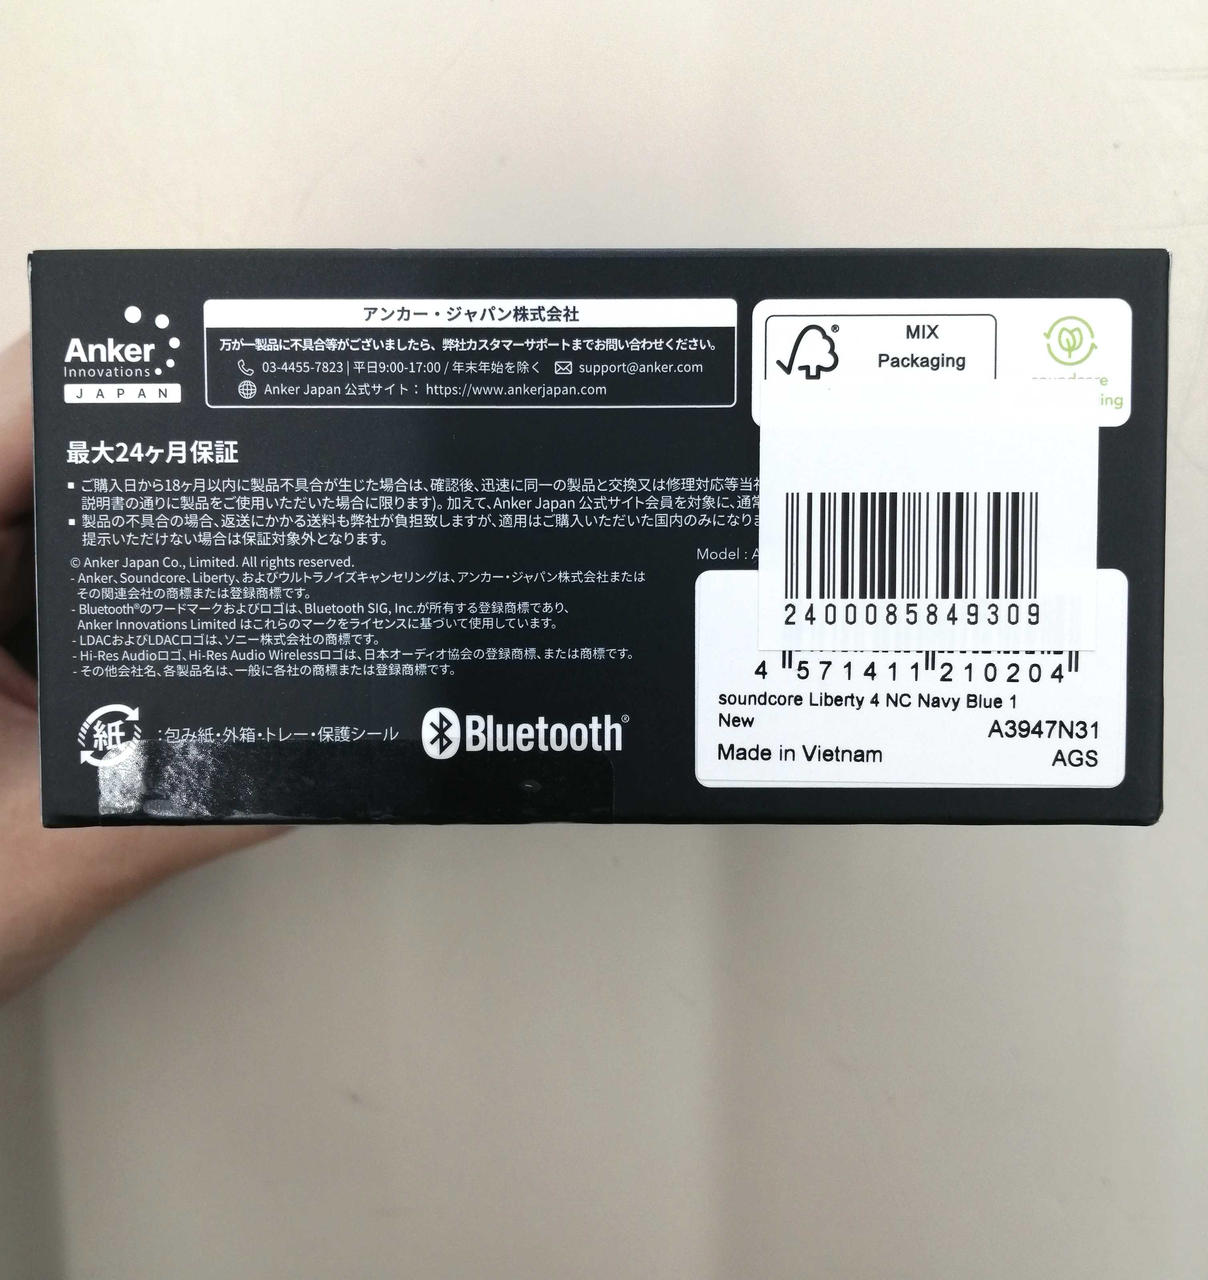 Anker
Innovations
JAPAN
アンカー・ジャパン株式会社
万が一製品に不具合等がございましたら、弊社カスタマーサポートまでお問い合わせください。
03-4455-7823 | 平日9:00-17:00 / 年末年始を除く support@anker.com
Anker Japan 公式サイト： https://www.ankerjapan.com
MIX
Packaging
soundcore
ing
最大24ヶ月保証
▪ ご購入日から18ヶ月以内に製品不具合が生じた場合は、確認後、迅速に同一の製品と交換又は修理対応等当
説明書の通りに製品をご使用いただいた場合に限ります)。加えて、Anker Japan 公式サイト会員を対象に、通常
▪ 製品の不具合の場合、返送にかかる送料も弊社が負担致しますが、適用はご購入いただいた国内のみになりま
提示いただけない場合は保証対象外となります。
© Anker Japan Co., Limited. All rights reserved.
- Anker、Soundcore、Liberty、およびウルトラノイズキャンセリングは、アンカー・ジャパン株式会社または
その関連会社の商標または登録商標です。
- Bluetooth®のワードマークおよびロゴは、Bluetooth SIG, Inc.が所有する登録商標であり、
Anker Innovations Limited はこれらのマークをライセンスに基づいて使用しています。
- LDACおよびLDACロゴは、ソニー株式会社の商標です。
- Hi-Res Audioロゴ、Hi-Res Audio Wirelessロゴは、日本オーディオ協会の登録商標、または商標です。
- その他会社名、各製品名は、一般に各社の商標または登録商標です。
紙 ：包み紙・外箱・トレー・保護シール
Bluetooth®
Model : A
2400085849309
4 571411 210204
soundcore Liberty 4 NC Navy Blue 1
New
A3947N31
Made in Vietnam
AGS